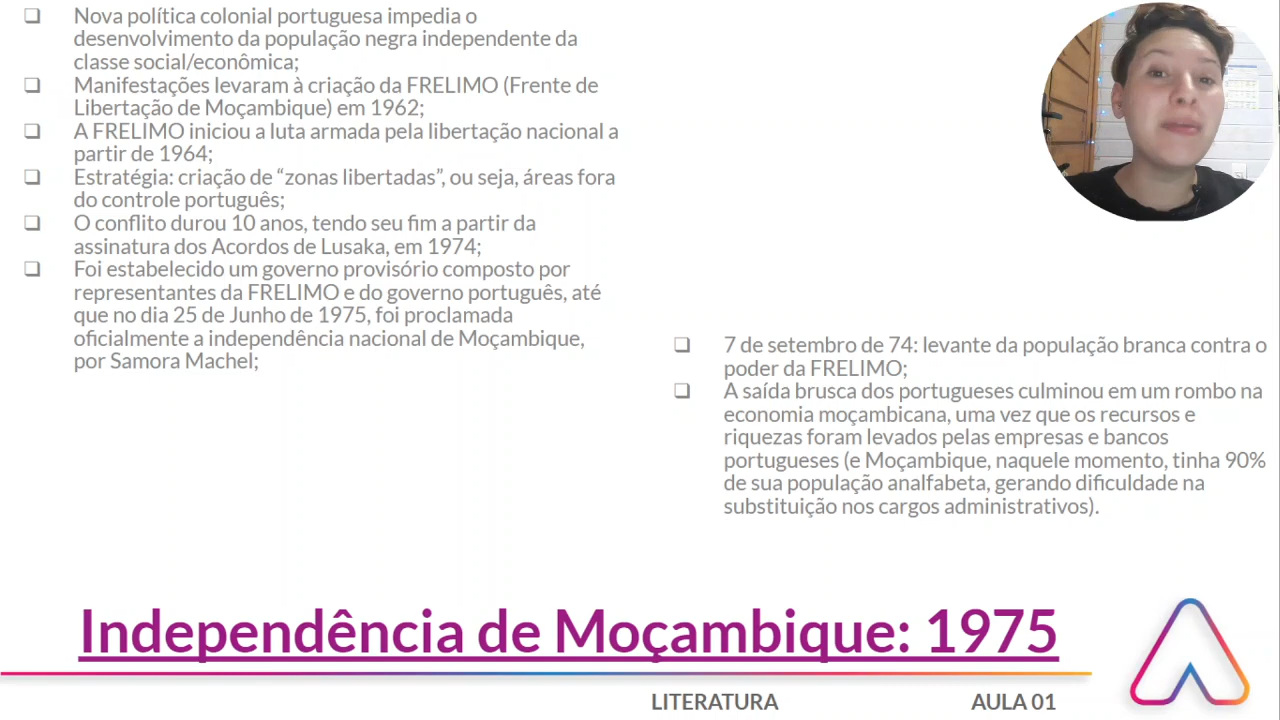 ❑ Nova política colonial portuguesa impedia o
desenvolvimento da população negra independente da
classe social/econômica;
❑ Manifestações levaram à criação da FRELIMO (Frente de
Libertação de Moçambique) em 1962;
❑ A FRELIMO iniciou a luta armada pela libertação nacional a
partir de 1964;
❑ Estratégia: criação de “zonas libertadas”, ou seja, áreas fora
do controle português;
❑ O conflito durou 10 anos, tendo seu fim a partir da
assinatura dos Acordos de Lusaka, em 1974;
❑ Foi estabelecido um governo provisório composto por
representantes da FRELIMO e do governo português, até
que no dia 25 de Junho de 1975, foi proclamada
oficialmente a independência nacional de Moçambique,
por Samora Machel;
❑ 7 de setembro de 74: levante da população branca contra o
poder da FRELIMO;
❑ A saída brusca dos portugueses culminou em um rombo na
economia moçambicana, uma vez que os recursos e
riquezas foram levados pelas empresas e bancos
portugueses (e Moçambique, naquele momento, tinha 90%
de sua população analfabeta, gerando dificuldade na
substituição nos cargos administrativos).
Independência de Moçambique: 1975
LITERATURA AULA 01